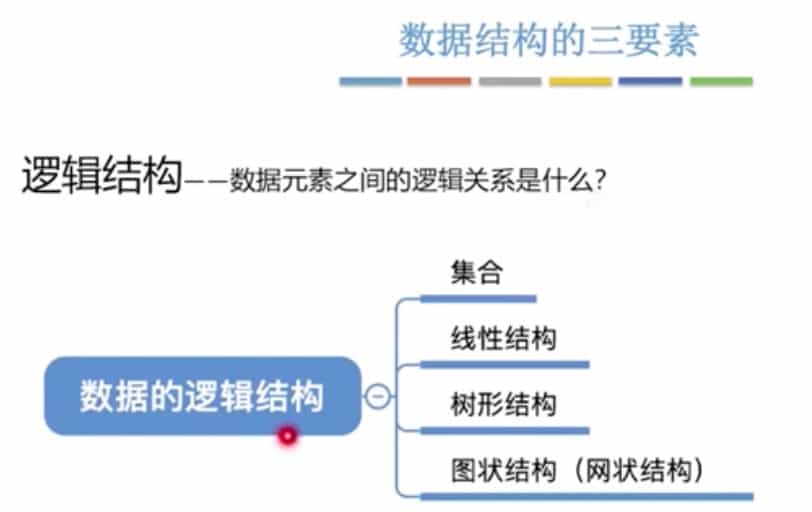 数据结构的三要素
逻辑结构——数据元素之间的逻辑关系是什么?
集合
线性结构
数据的逻辑结构
树形结构
图状结构（网状结构）